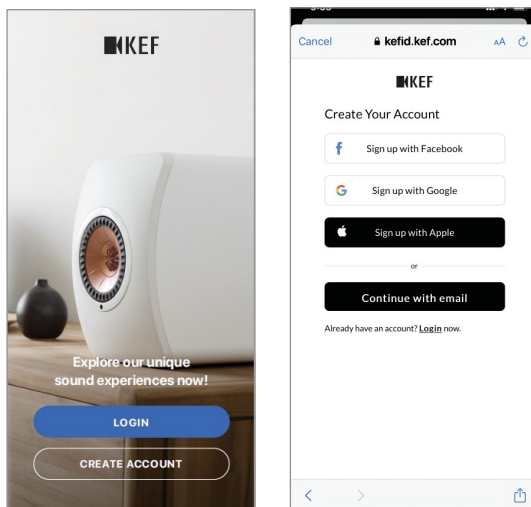 KEF
Explore our unique
sound experiences now!
LOGIN
CREATE ACCOUNT
Cancel
kefid.kef.com
AA
KEF
Create Your Account
Sign up with Facebook
Sign up with Google
Sign up with Apple
or
Continue with email
Already have an account? Login now.